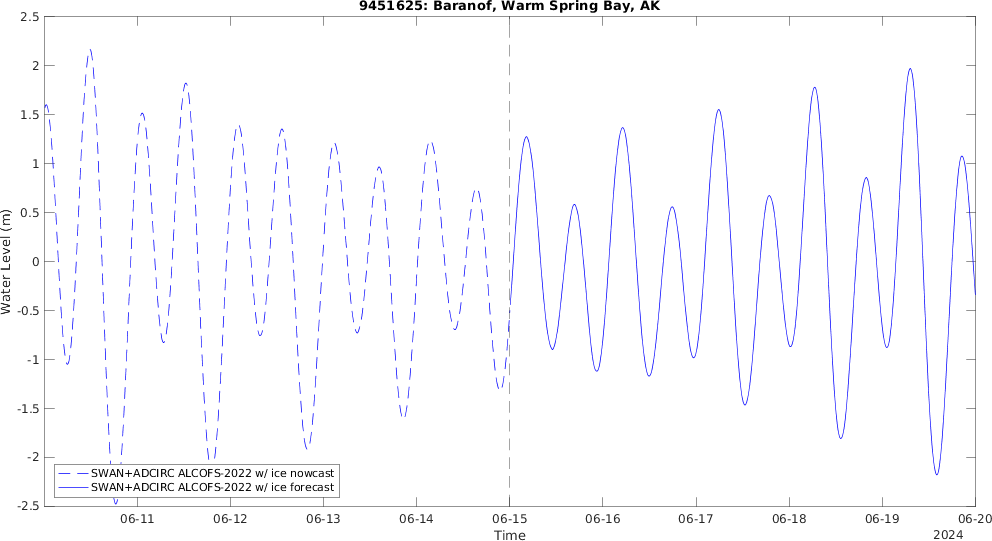 9451625: Baranof, Warm Spring Bay, AK
2.5
2
1.5
1
0.5
0
-0.5
-1
-1.5
-2
-2.5
Water Level (m)
SWAN+ADCIRC ALCOFS-2022 w/ ice nowcast
SWAN+ADCIRC ALCOFS-2022 w/ ice forecast
06-11 06-12 06-13 06-14 06-15 06-16 06-17 06-18 06-19 06-20
Time
2024